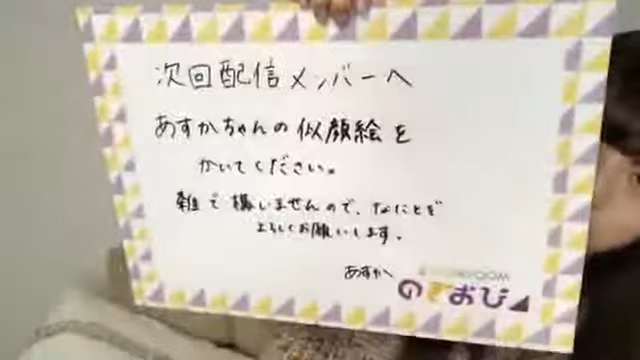 次回配信メンバーへ
あすかちゃんの似顔絵を
かいてください。
雑で構いませんので、なにとぞ
よろしくお願いします。
あすかへ
のぎおび